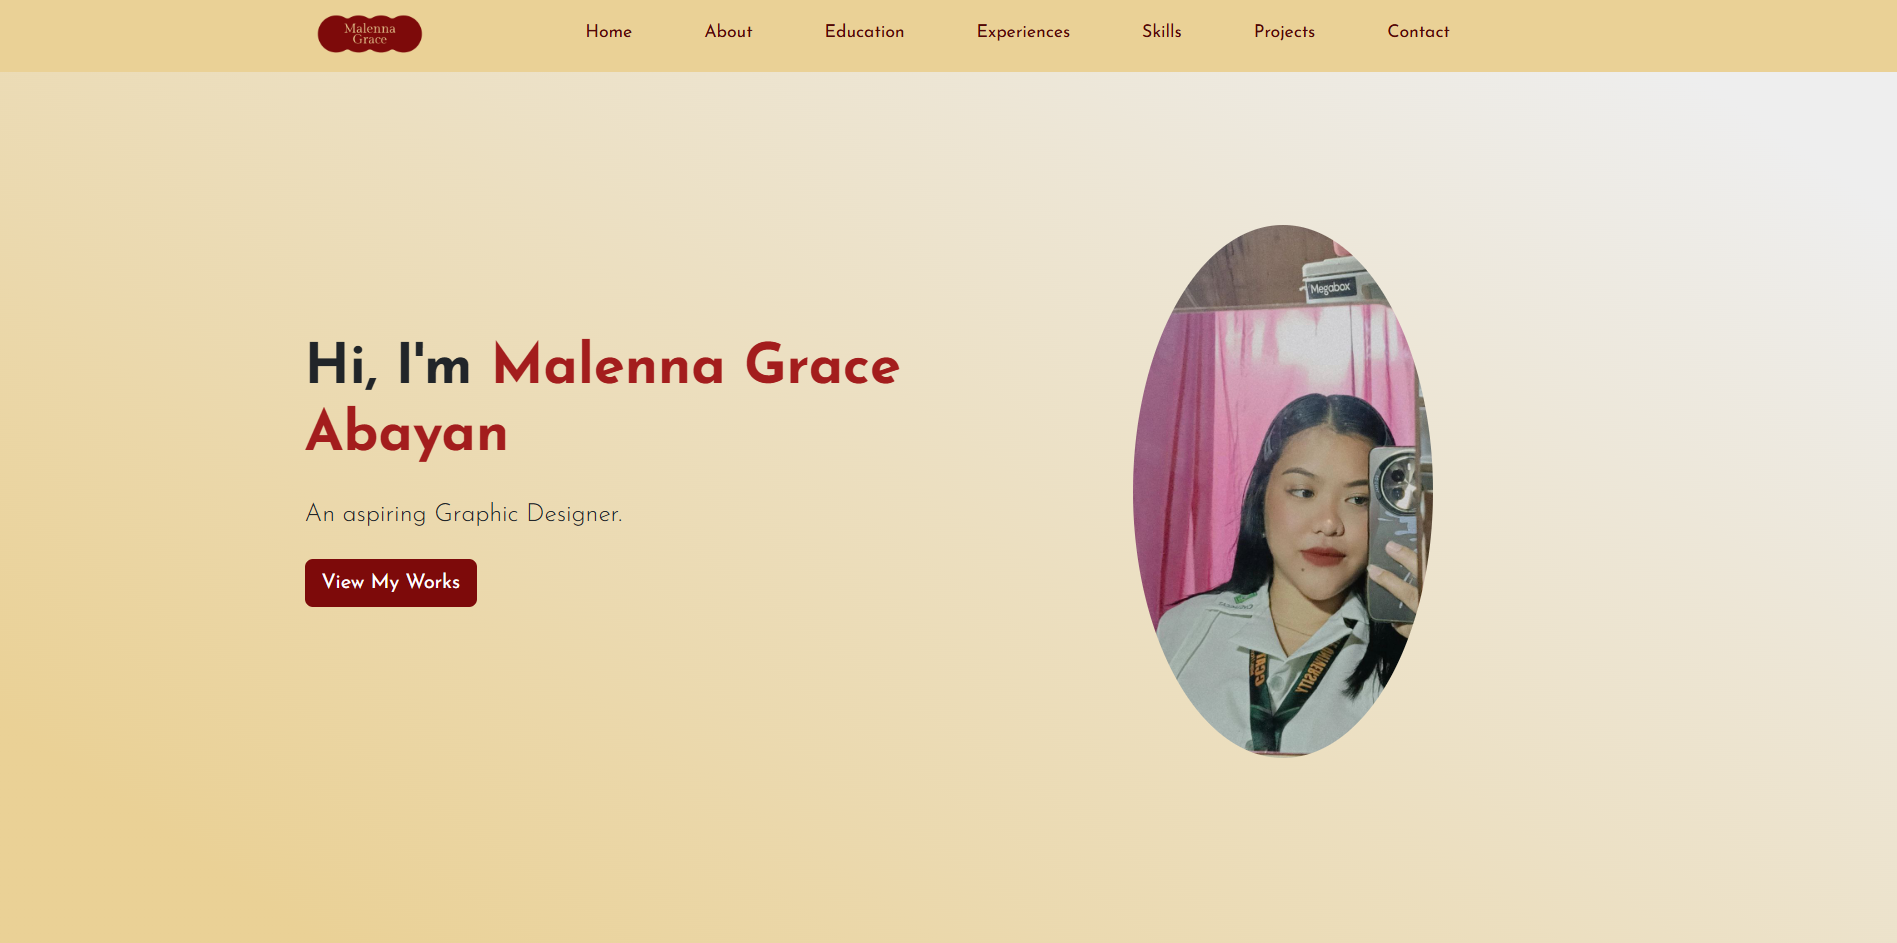 Malenna
Grace
Home
About
Education
Experiences
Skills
Projects
Contact
Hi, I'm Malenna Grace
Abayan
An aspiring Graphic Designer.
View My Works
Megabox
UNIVERSITY